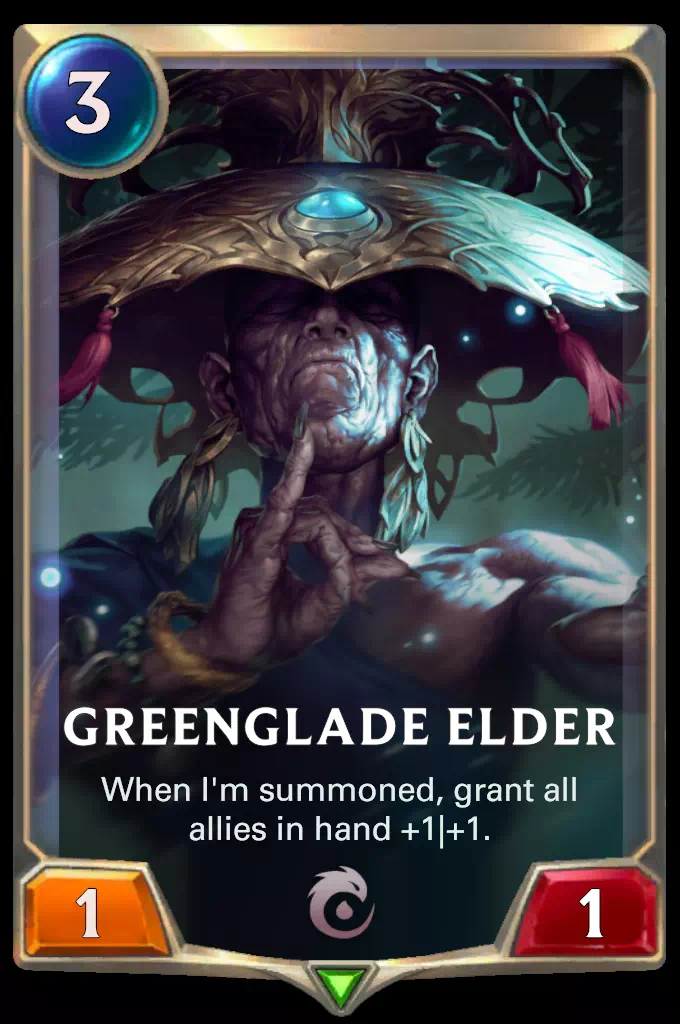 3
GREENGLADE ELDER
When I'm summoned, grant all
allies in hand +1|+1.
1
1